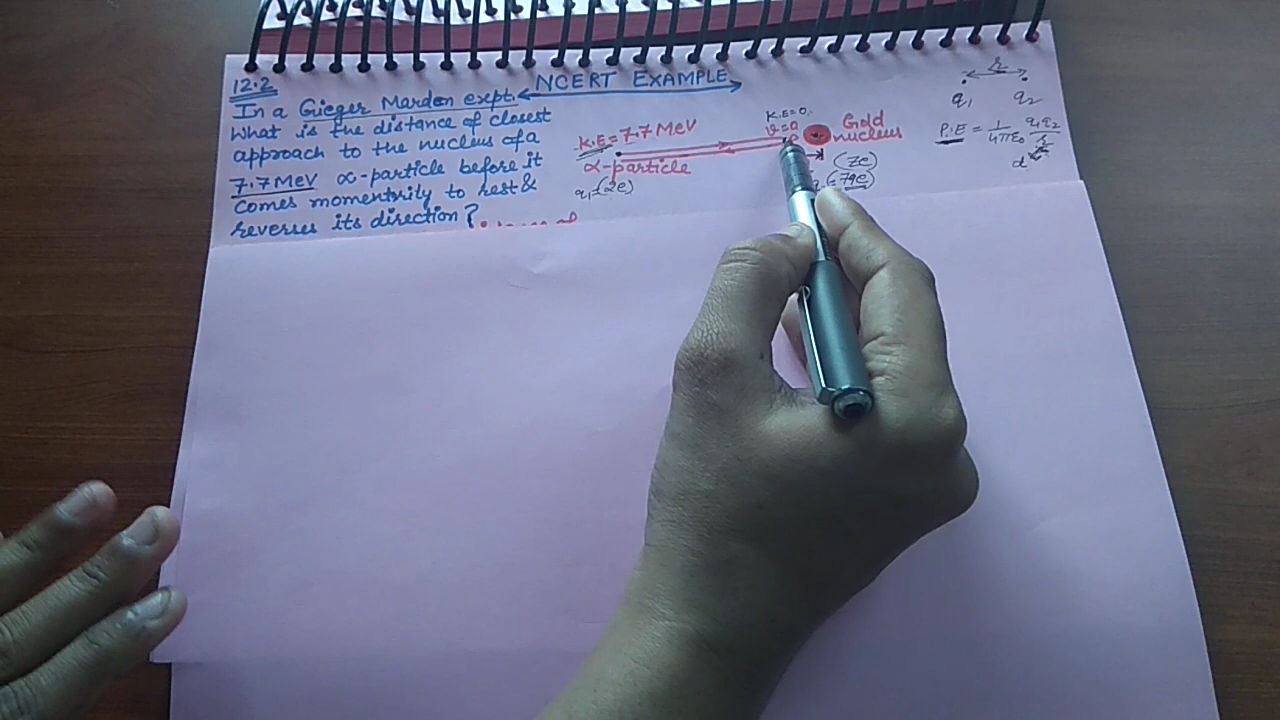 NCERT EXAMPLE
12.2
In a Gieger Marden expt.
What is the distance of closest
approach to the nucleus of a
7.7 MeV α-particle before it
comes momentrily to rest &
reverses its direction?
K.E = 7.7 MeV
α-particle
q₁=(2e)
K.E=0
v=0
Gold
nucleus
(Ze)
(79e)
r
q₁ q₂
P.E = 1/4πε₀ q₁q₂/r
d